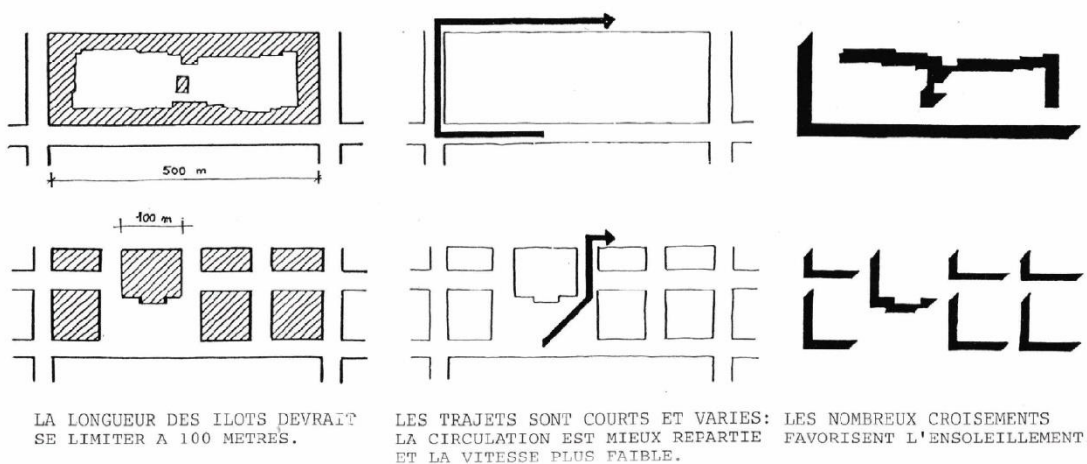 500 m
100 m
LA LONGUEUR DES ILOTS DEVRAIT
SE LIMITER A 100 METRES.
LES TRAJETS SONT COURTS ET VARIES:
LA CIRCULATION EST MIEUX REPARTIE
ET LA VITESSE PLUS FAIBLE.
LES NOMBREUX CROISEMENTS
FAVORISENT L'ENSOLEILLEMENT